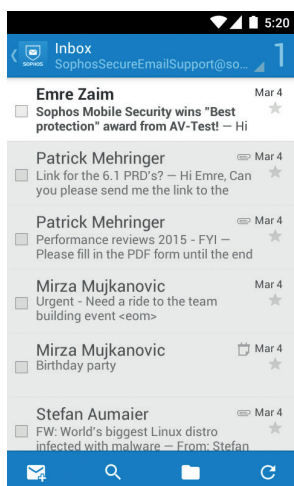 5:20
SOPHOS
Inbox
SophosSecureEmailSupport@so...
1
Emre Zaim
Mar 4
Sophos Mobile Security wins "Best
protection" award from AV-Test! — Hi
Patrick Mehringer
Mar 4
Link for the 6.1 PRD's? — Hi Emre, Can
you please send me the link to the
Patrick Mehringer
Mar 4
Performance reviews 2015 - FYI —
Please fill in the PDF form until the end
Mirza Mujkanovic
Mar 4
Urgent - Need a ride to the team
building event <eom>
Mirza Mujkanovic
Mar 4
Birthday party
Stefan Aumaier
Mar 4
FW: World's biggest Linux distro
infected with malware — From: Stefan